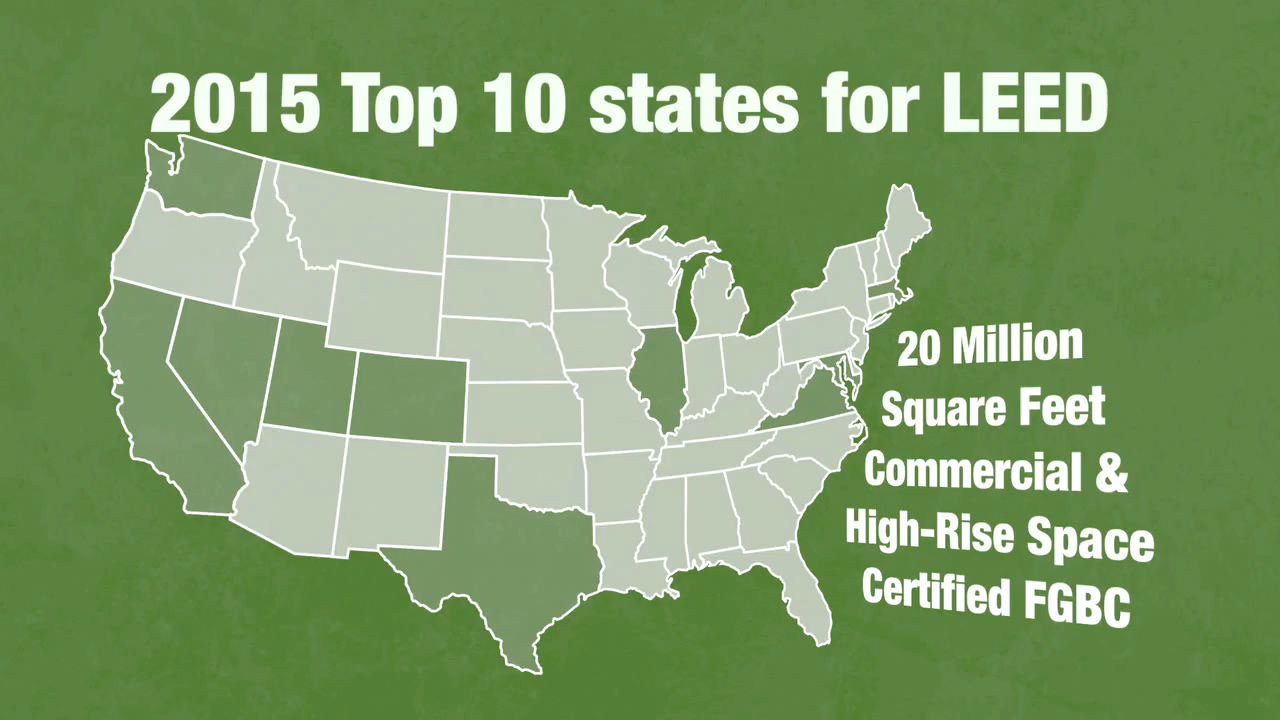 2015 Top 10 states for LEED
20 Million
Square Feet
Commercial &
High-Rise Space
Certified FGBC